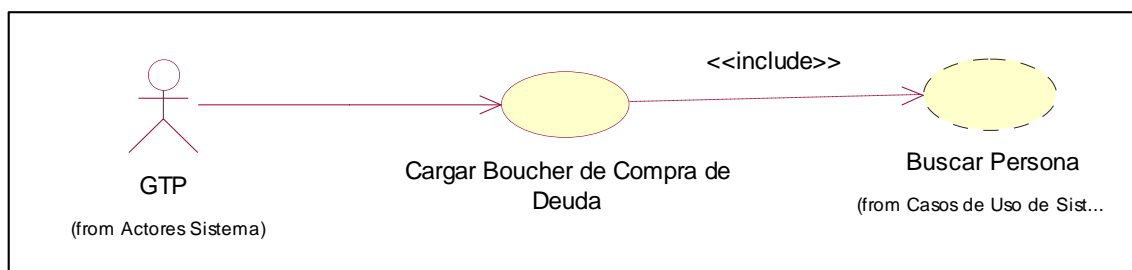 <<include>>
GTP
(from Actores Sistema)
Cargar Boucher de Compra de
Deuda
Buscar Persona
(from Casos de Uso de Sist...